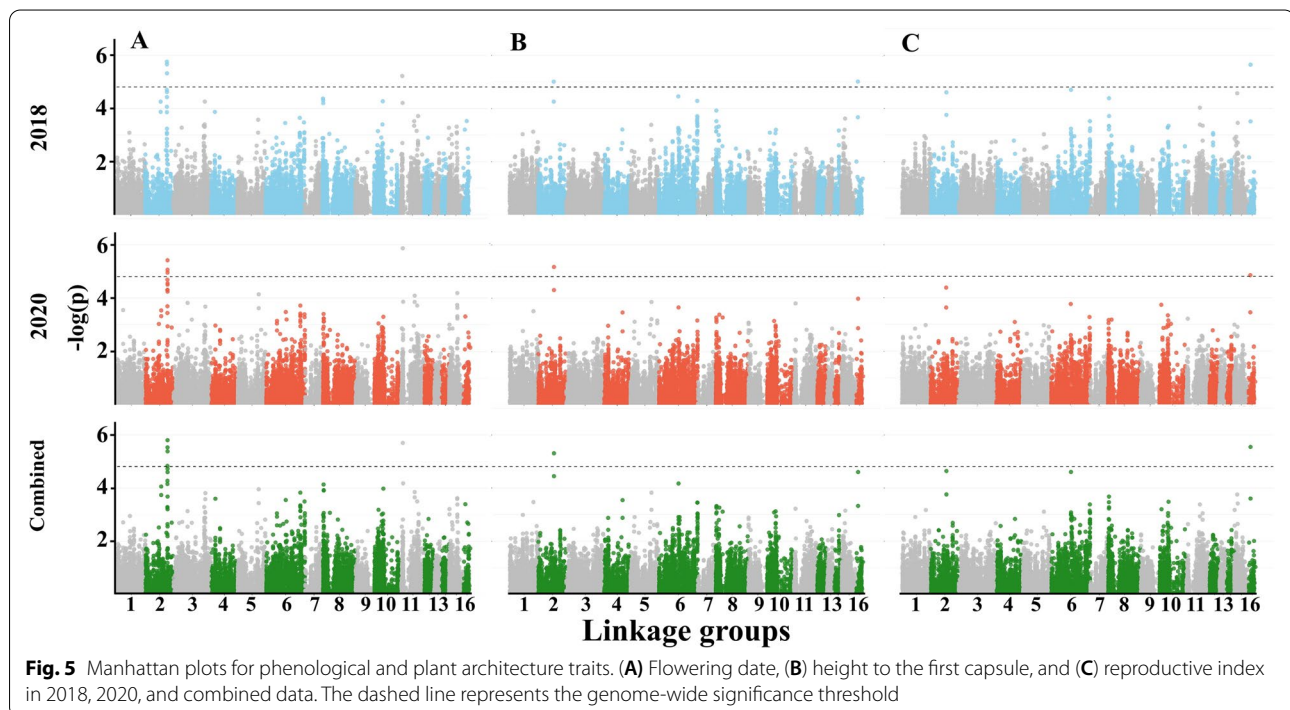 A B C
6
4
2
2018
6
4
2
2020
-log(p)
6
4
2
Combined
1 2 3 4 5 6 7 8 9 10 11 13 16 1 2 3 4 5 6 7 8 9 10 11 13 16 1 2 3 4 5 6 7 8 9 10 11 13 16
Linkage groups
Fig. 5 Manhattan plots for phenological and plant architecture traits. (A) Flowering date, (B) height to the first capsule, and (C) reproductive index
in 2018, 2020, and combined data. The dashed line represents the genome-wide significance threshold